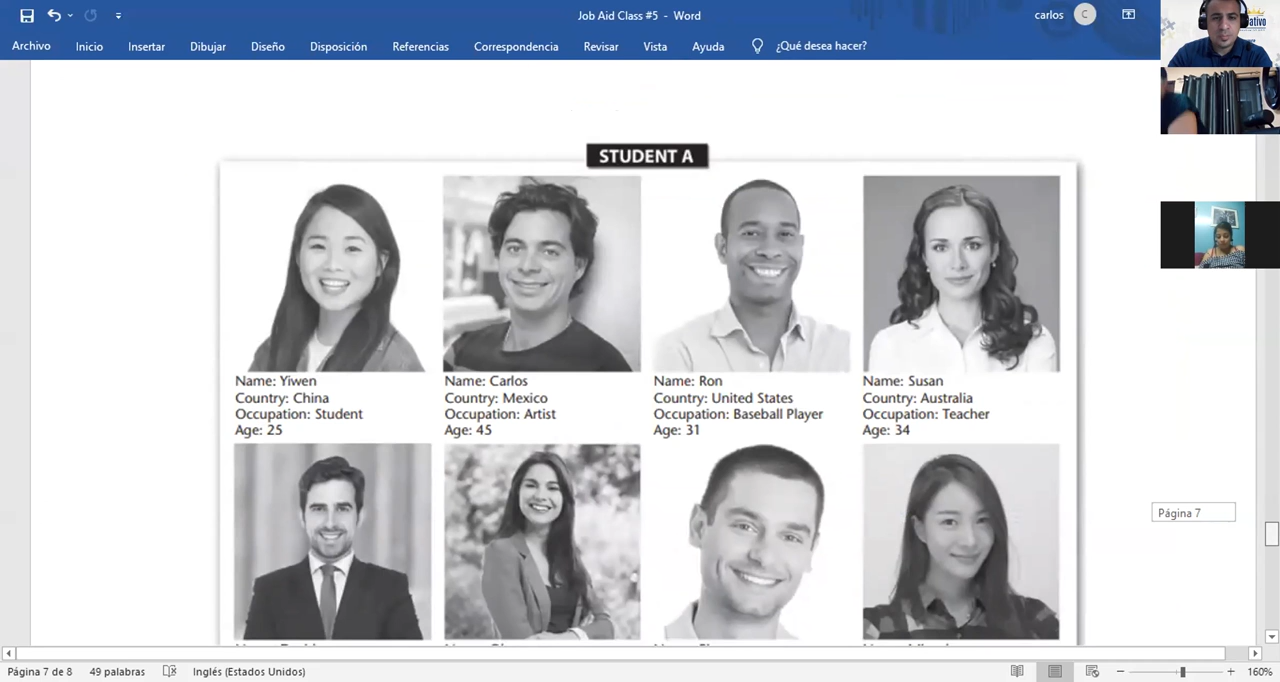 Job Aid Class #5 - Word
carlos
C
Archivo Inicio Insertar Dibujar Diseño Disposición Referencias Correspondencia Revisar Vista Ayuda ¿Qué desea hacer?
STUDENT A
Name: Yiwen
Country: China
Occupation: Student
Age: 25
Name: Carlos
Country: Mexico
Occupation: Artist
Age: 45
Name: Ron
Country: United States
Occupation: Baseball Player
Age: 31
Name: Susan
Country: Australia
Occupation: Teacher
Age: 34
Página 7
Página 7 de 8 49 palabras Inglés (Estados Unidos) 160%